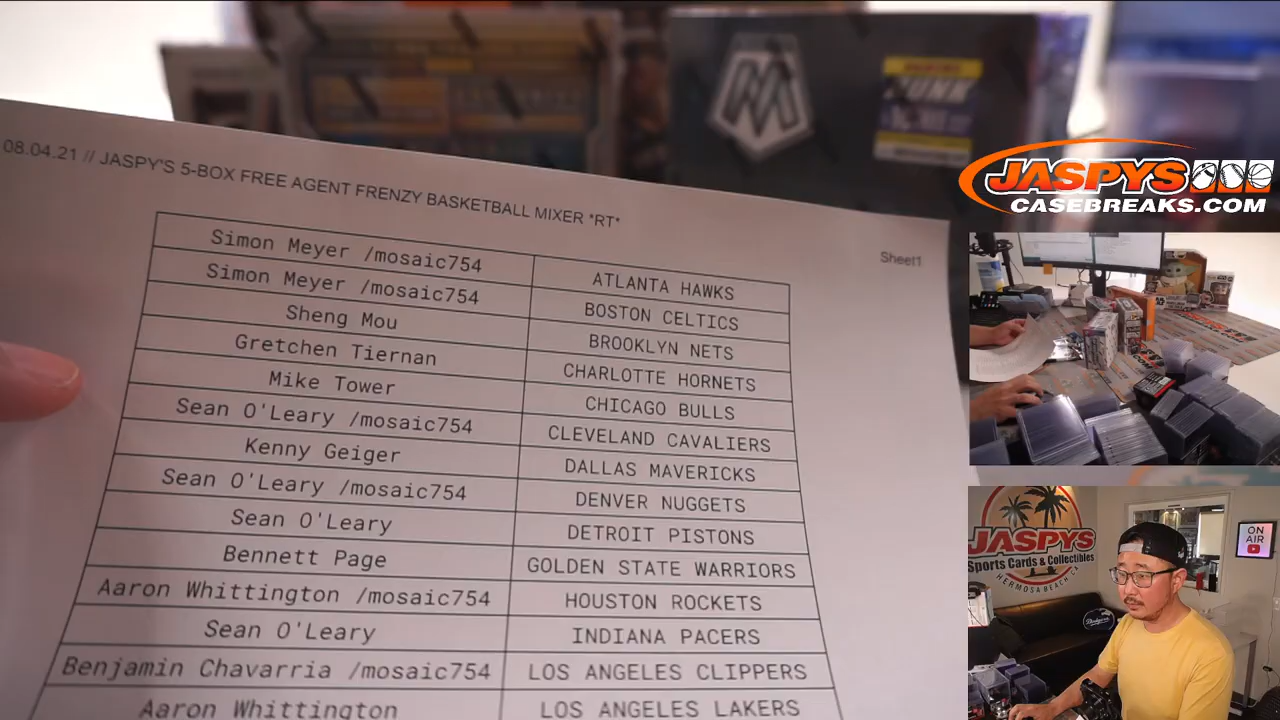 08.04.21 // JASPY'S 5-BOX FREE AGENT FRENZY BASKETBALL MIXER *RT*
Sheet1
Simon Meyer /mosaic754 ATLANTA HAWKS
Simon Meyer /mosaic754 BOSTON CELTICS
Sheng Mou BROOKLYN NETS
Gretchen Tiernan CHARLOTTE HORNETS
Mike Tower CHICAGO BULLS
Sean O'Leary /mosaic754 CLEVELAND CAVALIERS
Kenny Geiger DALLAS MAVERICKS
Sean O'Leary /mosaic754 DENVER NUGGETS
Sean O'Leary DETROIT PISTONS
Bennett Page GOLDEN STATE WARRIORS
Aaron Whittington /mosaic754 HOUSTON ROCKETS
Sean O'Leary INDIANA PACERS
Benjamin Chavarria /mosaic754 LOS ANGELES CLIPPERS
Aaron Whittington LOS ANGELES LAKERS
JASPYS
CASEBREAKS.COM
JASPYS
Sports Cards & Collectibles
HERMOSA BEACH CA
ON
AIR
Dodgers